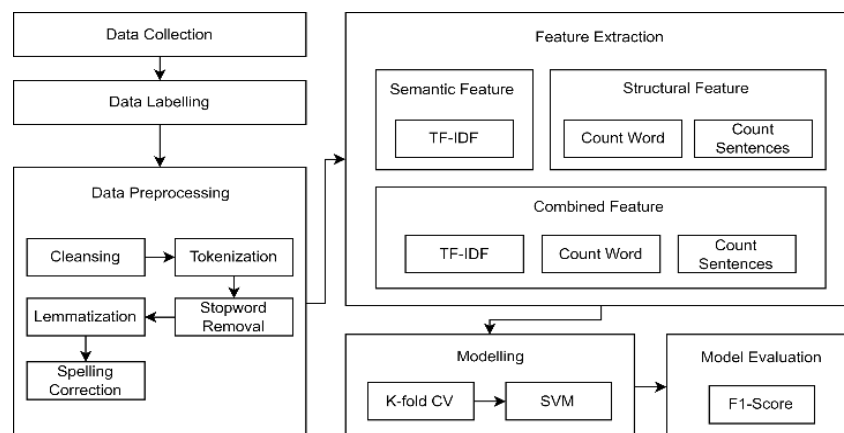 Data Collection
Data Labelling
Data Preprocessing
Cleansing
Tokenization
Stopword
Removal
Lemmatization
Spelling
Correction
Feature Extraction
Semantic Feature
TF-IDF
Structural Feature
Count Word
Count
Sentences
Combined Feature
TF-IDF
Count Word
Count
Sentences
Modelling
K-fold CV
SVM
Model Evaluation
F1-Score